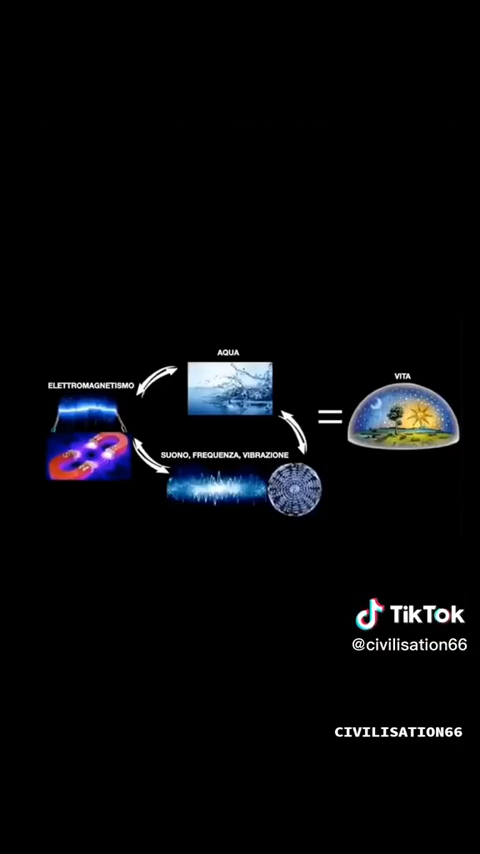 AQUA
VITA
ELETTROMAGNETISMO
SUONO, FREQUENZA, VIBRAZIONE
TikTok
@civilisation66
CIVILISATION66